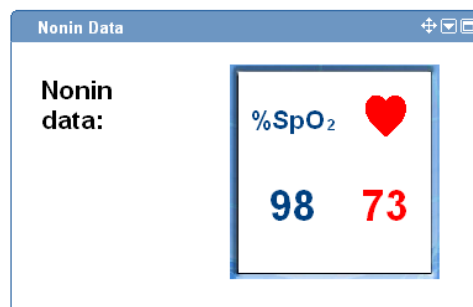 Nonin Data
Nonin
data:
%SpO₂
98 73